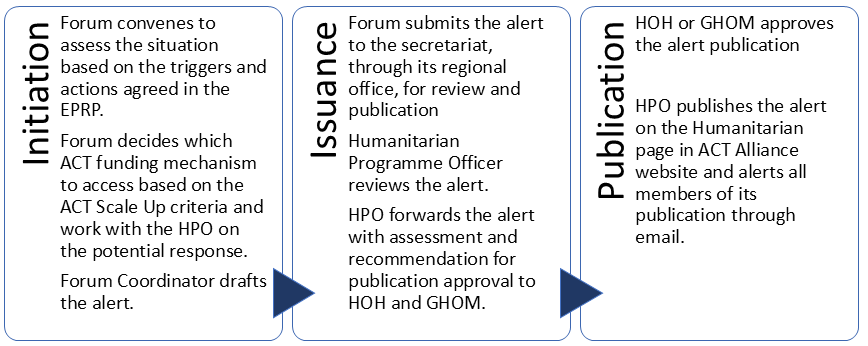 Initiation
Forum convenes to
assess the situation
based on the triggers and
actions agreed in the
EPRP.
Forum decides which
ACT funding mechanism
to access based on the
ACT Scale Up criteria and
work with the HPO on
the potential response.
Forum Coordinator drafts
the alert.
Issuance
Forum submits the alert
to the secretariat,
through its regional
office, for review and
publication
Humanitarian
Programme Officer
reviews the alert.
HPO forwards the alert
with assessment and
recommendation for
publication approval to
HOH and GHOM.
Publication
HOH or GHOM approves
the alert publication
HPO publishes the alert
on the Humanitarian
page in ACT Alliance
website and alerts all
members of its
publication through
email.